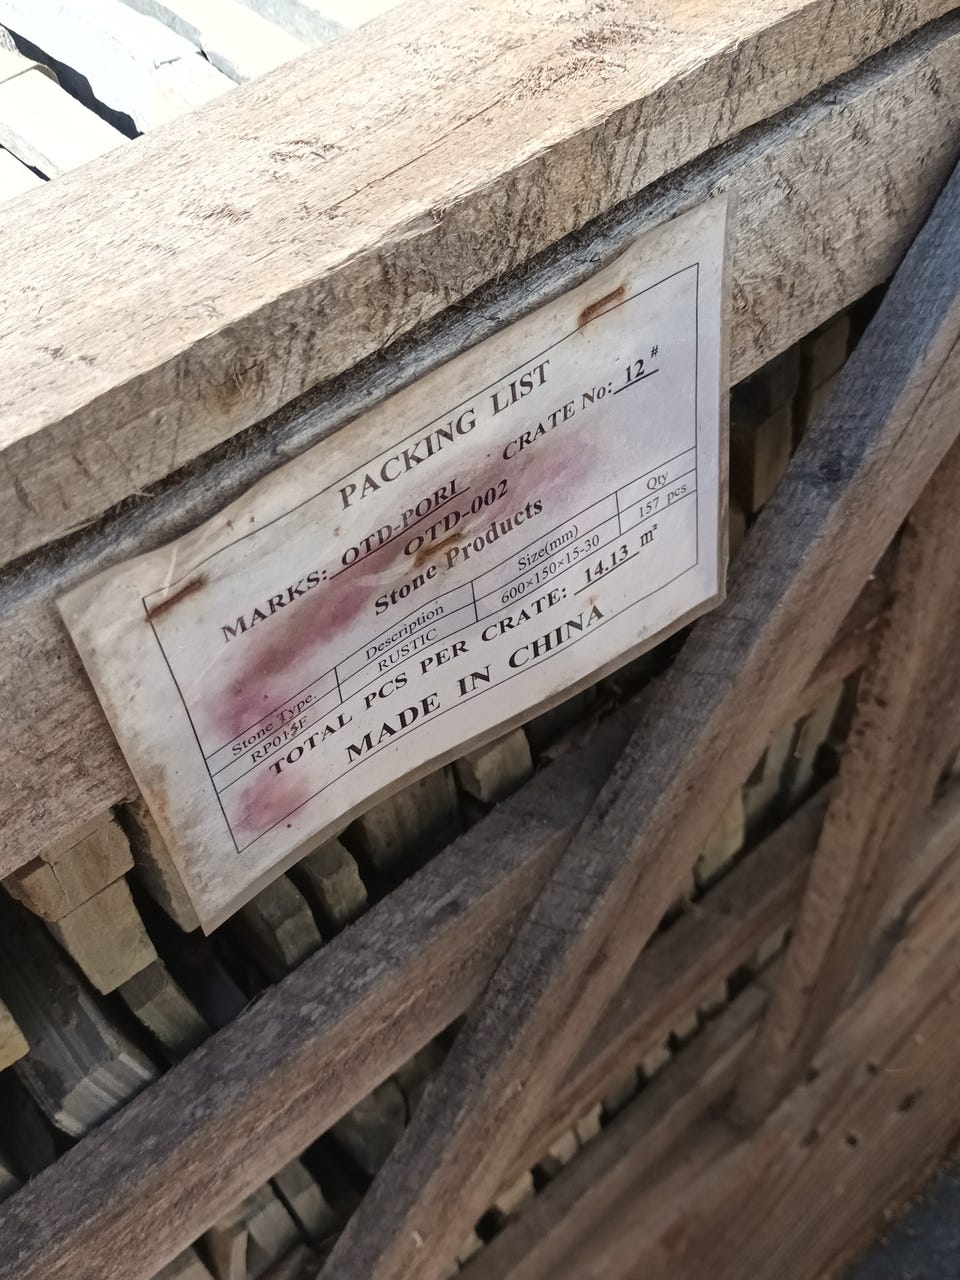 PACKING LIST
MARKS: OTD-PORI CRATE No: 12 #
OTD-002
Stone Products
Stone Type. Description Size(mm) Qty
RUSTIC 600×150×15-30 157 pcs
TOTAL PCS PER CRATE: 14.13 m²
MADE IN CHINA